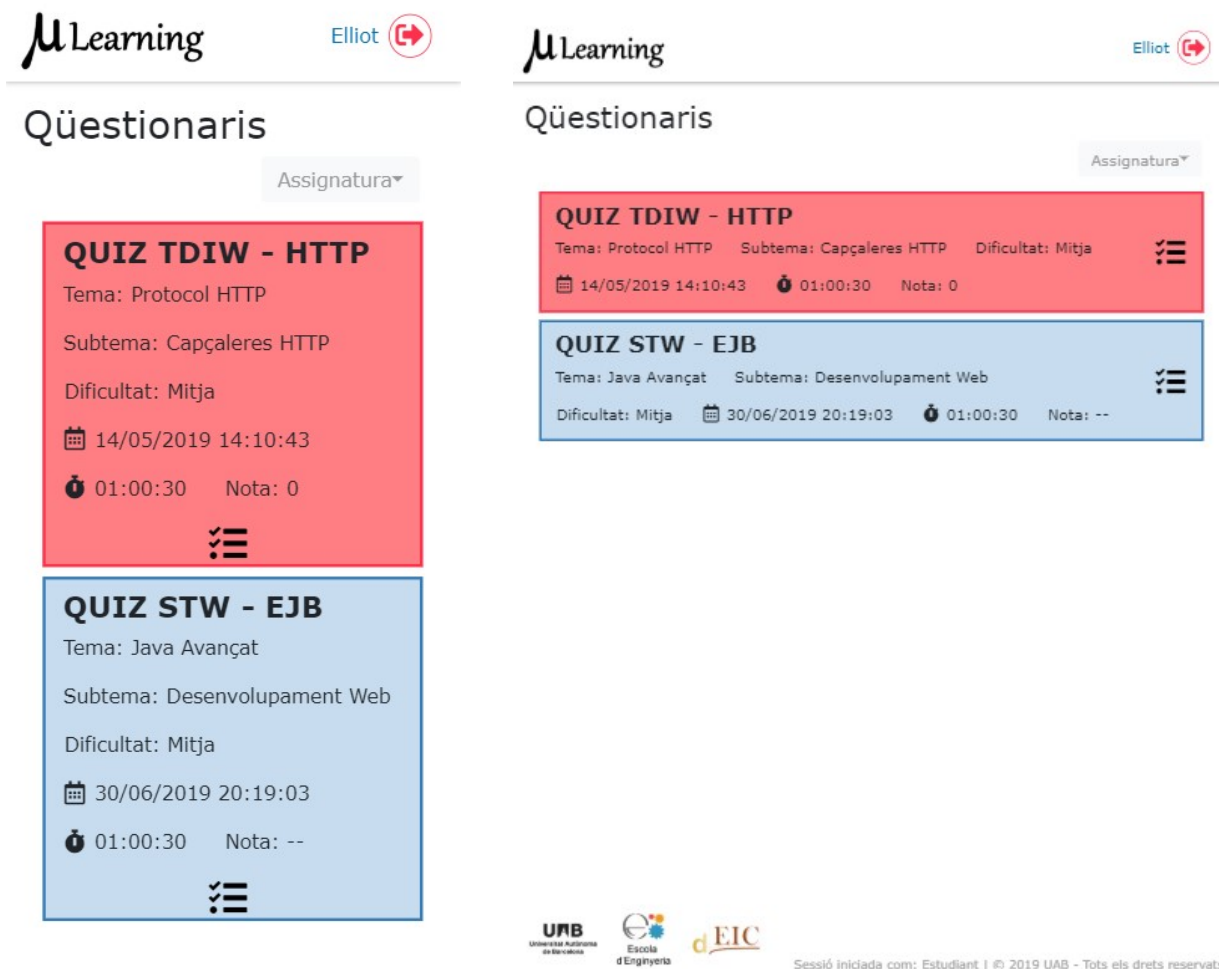 μLearning
Elliot
Qüestionaris
Assignatura
QUIZ TDIW - HTTP
Tema: Protocol HTTP
Subtema: Capçaleres HTTP
Dificultat: Mitja
14/05/2019 14:10:43
01:00:30 Nota: 0
QUIZ STW - EJB
Tema: Java Avançat
Subtema: Desenvolupament Web
Dificultat: Mitja
30/06/2019 20:19:03
01:00:30 Nota: --
μLearning
Elliot
Qüestionaris
Assignatura
QUIZ TDIW - HTTP
Tema: Protocol HTTP Subtema: Capçaleres HTTP Dificultat: Mitja
14/05/2019 14:10:43 01:00:30 Nota: 0
QUIZ STW - EJB
Tema: Java Avançat Subtema: Desenvolupament Web
Dificultat: Mitja 30/06/2019 20:19:03 01:00:30 Nota: --
UAB
Universitat Autònoma
de Barcelona
Escola
d'Enginyeria
dEIC
Sessió iniciada com: Estudiant | © 2019 UAB - Tots els drets reservats